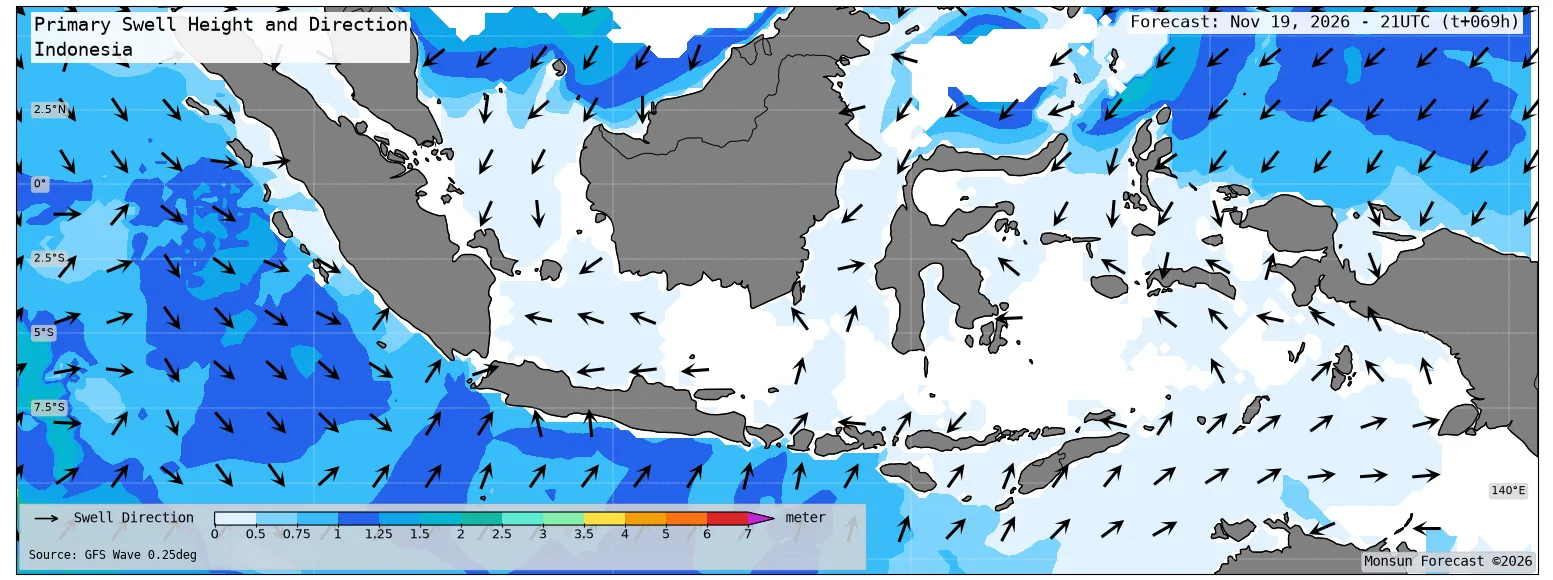 Primary Swell Height and Direction
Indonesia
Forecast: Nov 19, 2026 - 21UTC (t+069h)
2.5°N
0°
2.5°S
5°S
7.5°S
140°E
Swell Direction
0 0.5 0.75 1 1.25 1.5 2 2.5 3 3.5 4 5 6 7 meter
Source: GFS Wave 0.25deg
Monsun Forecast ©2026